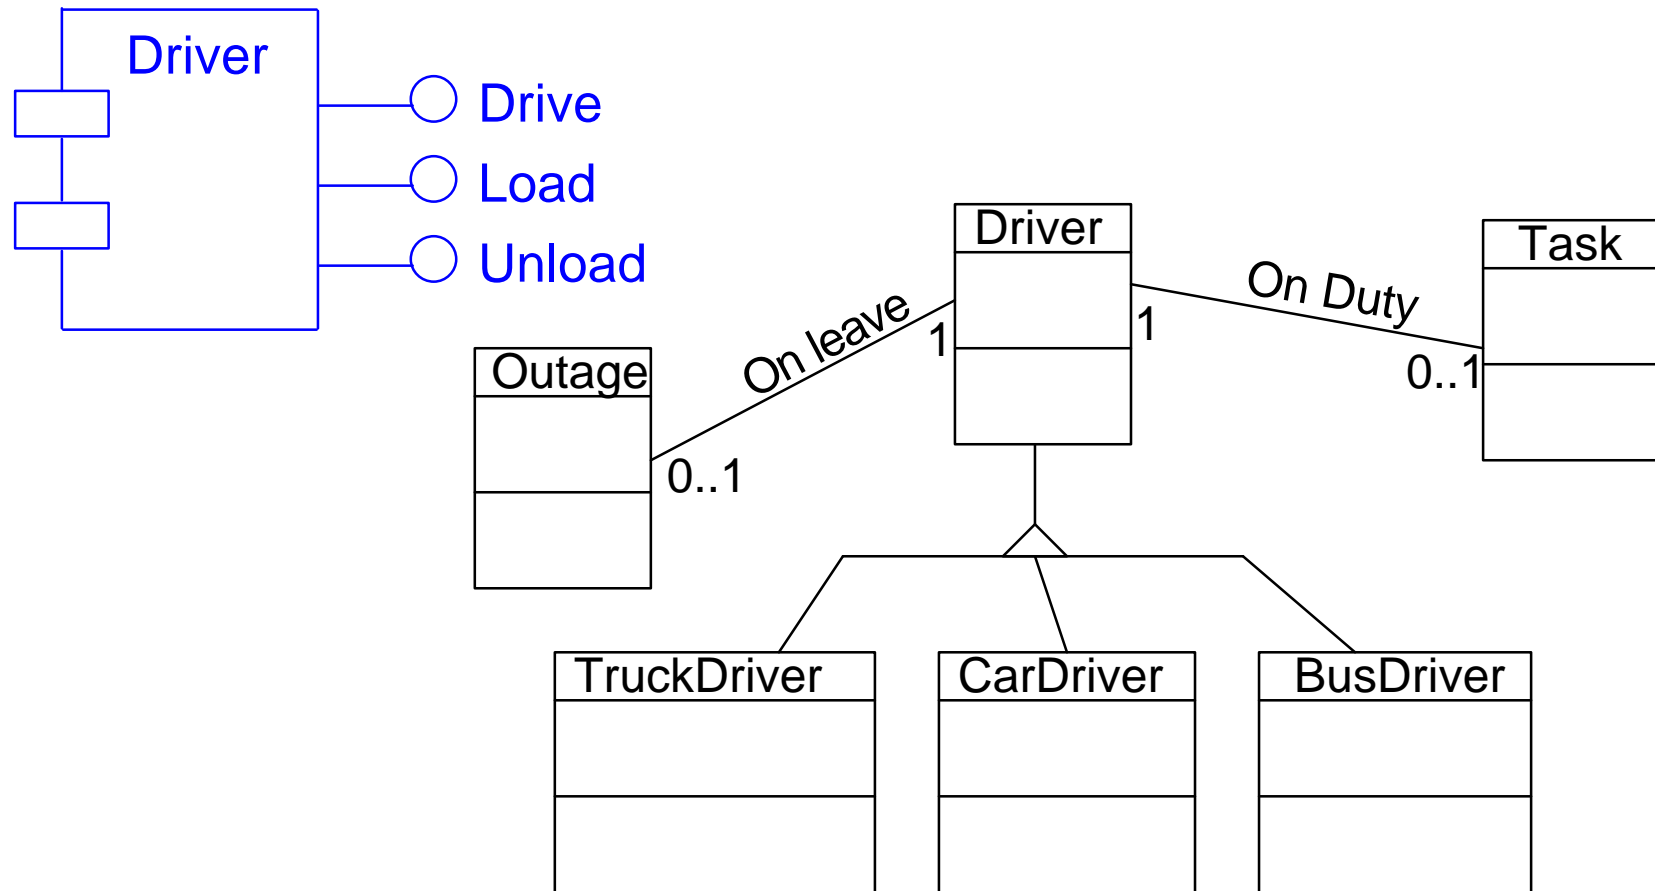 Driver
Drive
Load
Unload
Driver
Task
On leave
1
On Duty
1
0..1
Outage
0..1
TruckDriver
CarDriver
BusDriver